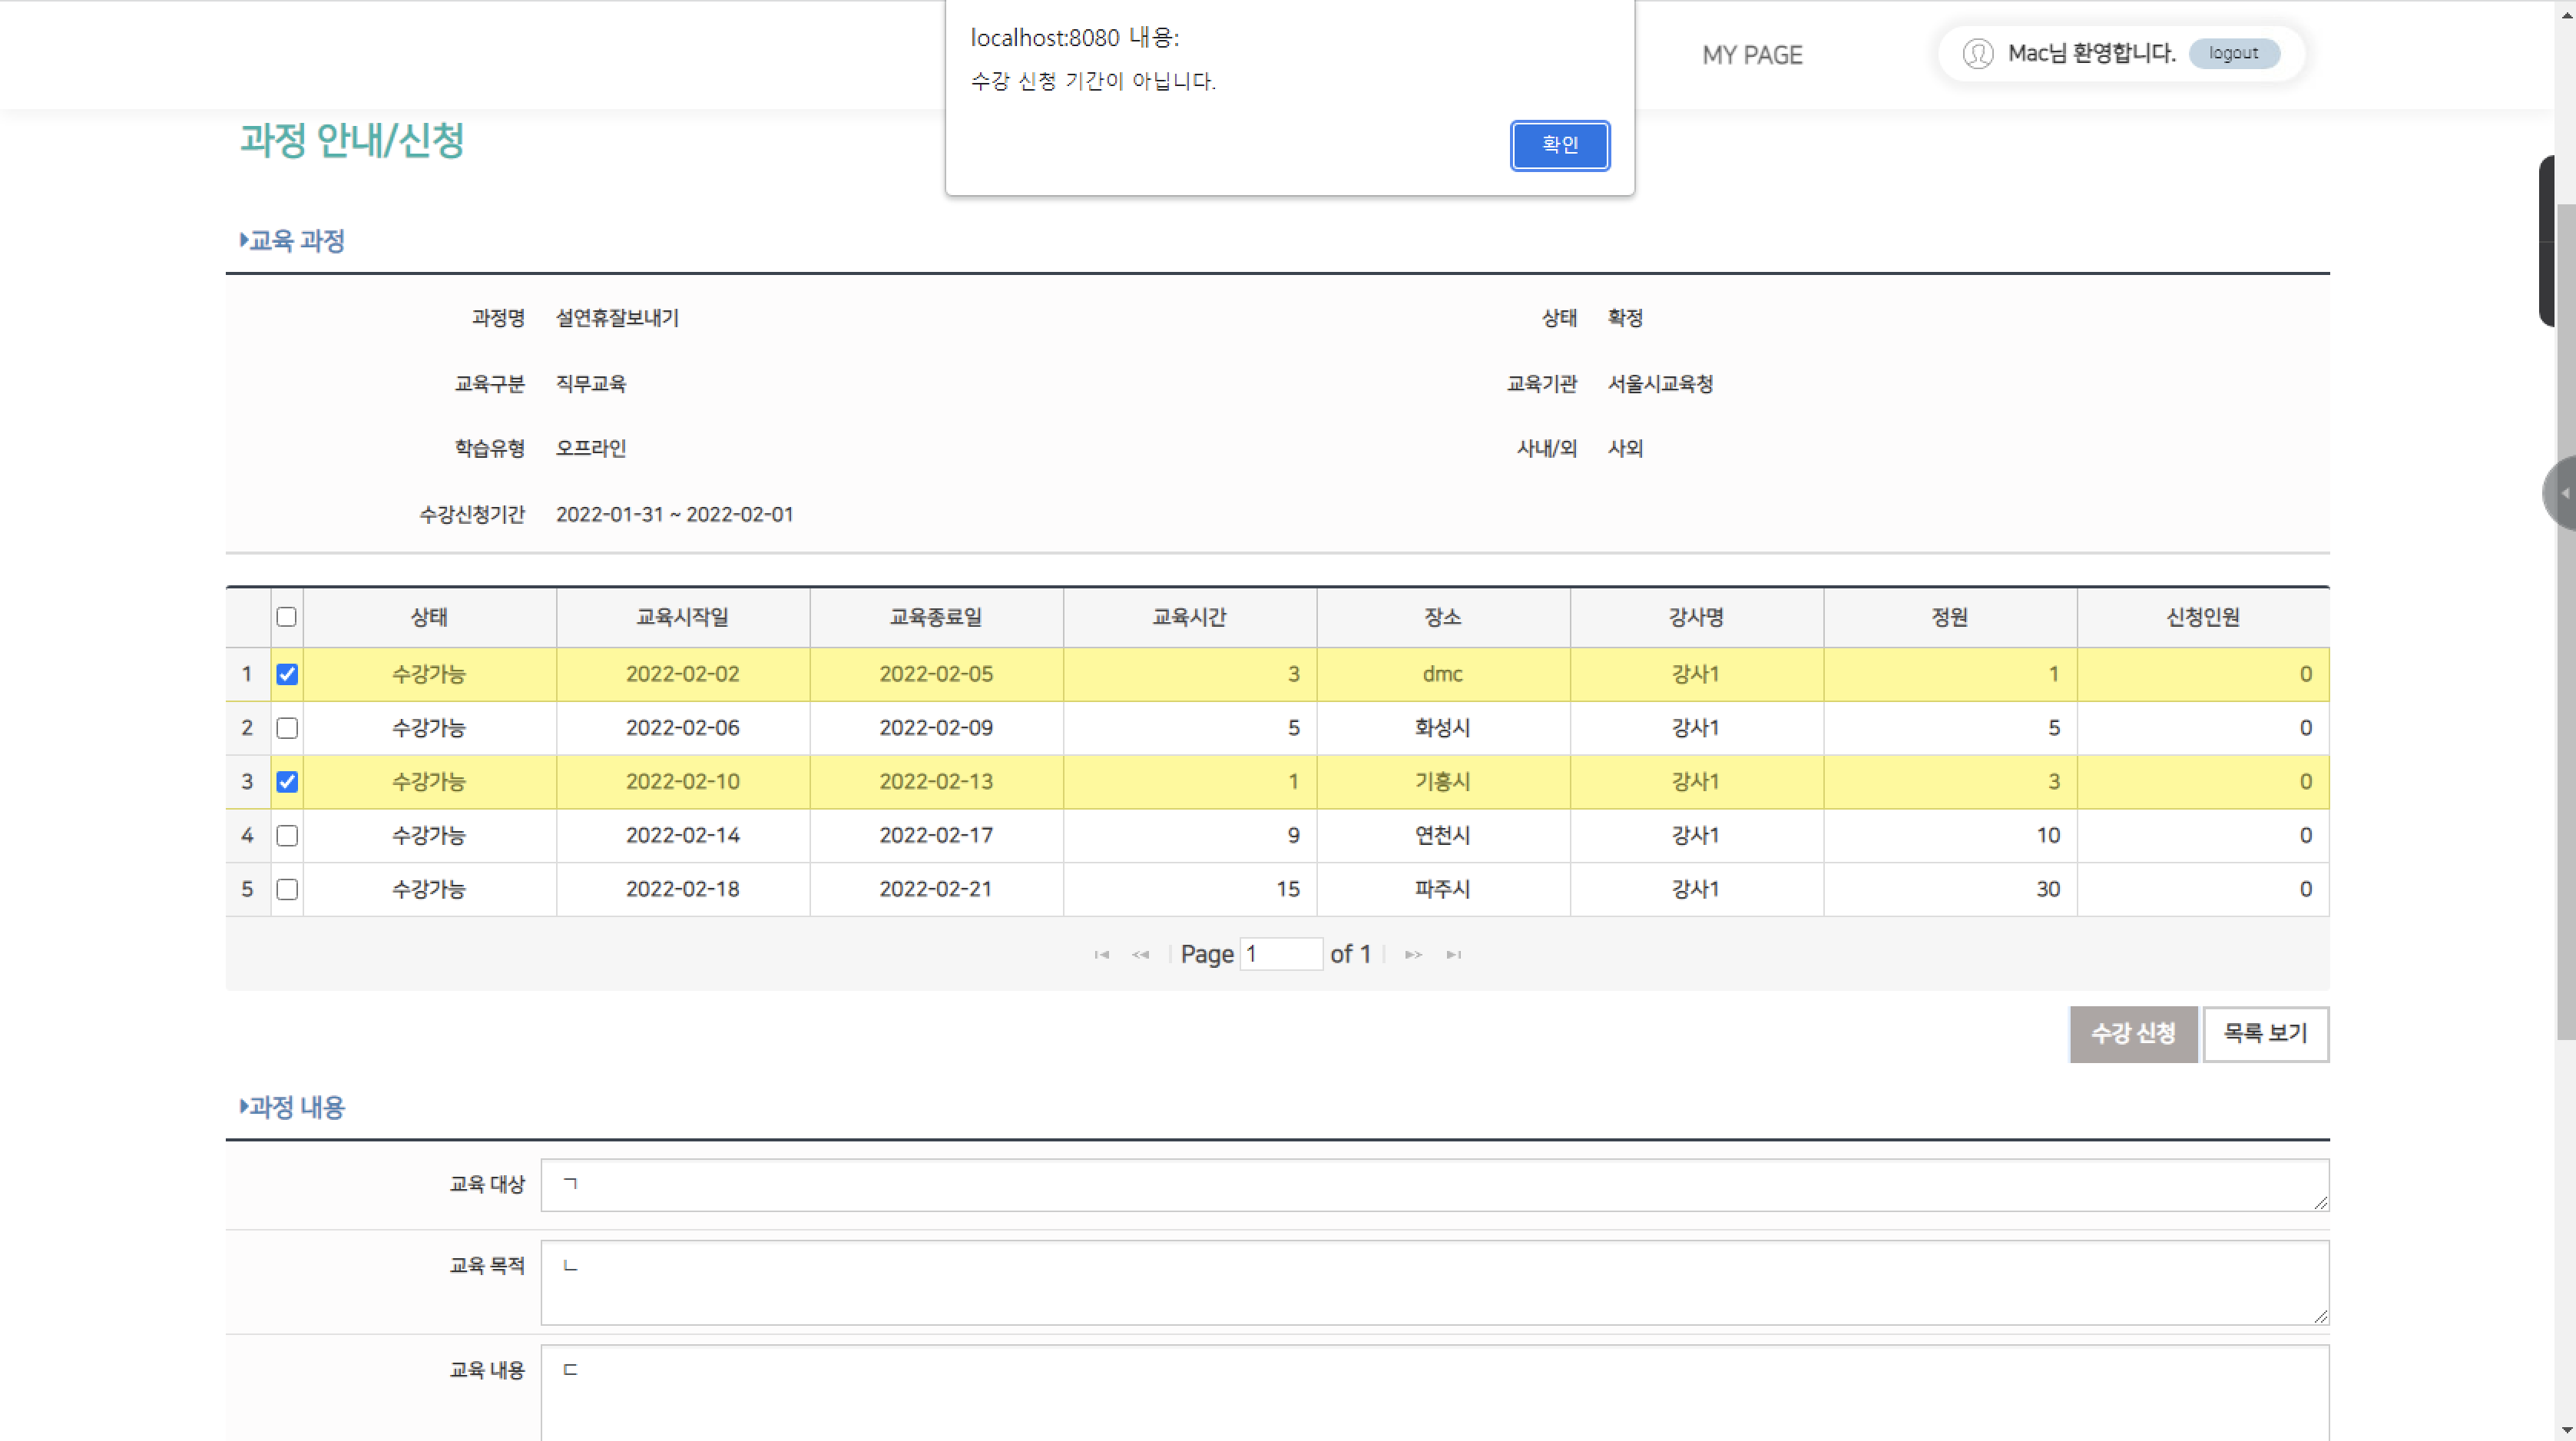 localhost:8080 내용:
수강 신청 기간이 아닙니다.
확인
MY PAGE
Mac님 환영합니다. logout
과정 안내/신청
교육 과정
과정명 설연휴잘보내기 상태 확정
교육구분 직무교육 교육기관 서울시교육청
학습유형 오프라인 사내/외 사외
수강신청기간 2022-01-31 ~ 2022-02-01
상태 교육시작일 교육종료일 교육시간 장소 강사명 정원 신청인원
1 수강가능 2022-02-02 2022-02-05 3 dmc 강사1 1 0
2 수강가능 2022-02-06 2022-02-09 5 화성시 강사1 5 0
3 수강가능 2022-02-10 2022-02-13 1 기흥시 강사1 3 0
4 수강가능 2022-02-14 2022-02-17 9 연천시 강사1 10 0
5 수강가능 2022-02-18 2022-02-21 15 파주시 강사1 30 0
Page 1 of 1
수강 신청 목록 보기
과정 내용
교육 대상 ㄱ
교육 목적 ㄴ
교육 내용 ㄷ